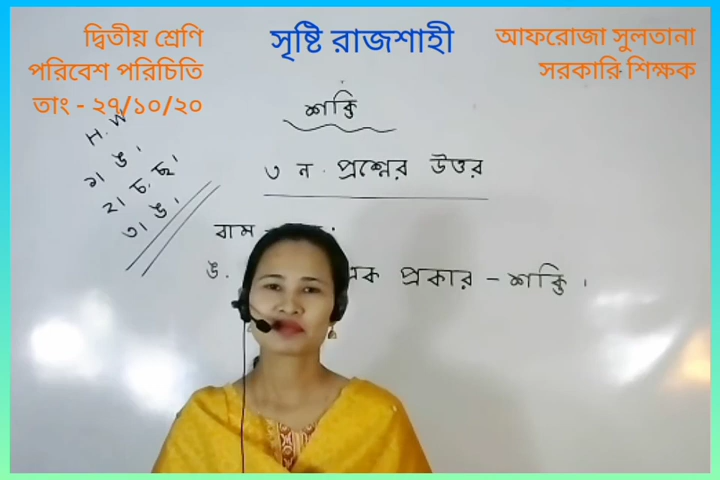 দ্বিতীয় শ্রেণি
পরিবেশ পরিচিতি
তাং - ২৭/১০/২০
সৃষ্টি রাজশাহী
আফরোজা সুলতানা
সরকারি শিক্ষক
শক্তি
৩ ন. প্রশ্নের উত্তর
H.W
১। ঙ।
২। চ. ছ।
৩। ঙ।
বাম -
ঙ. এক প্রকার - শক্তি।